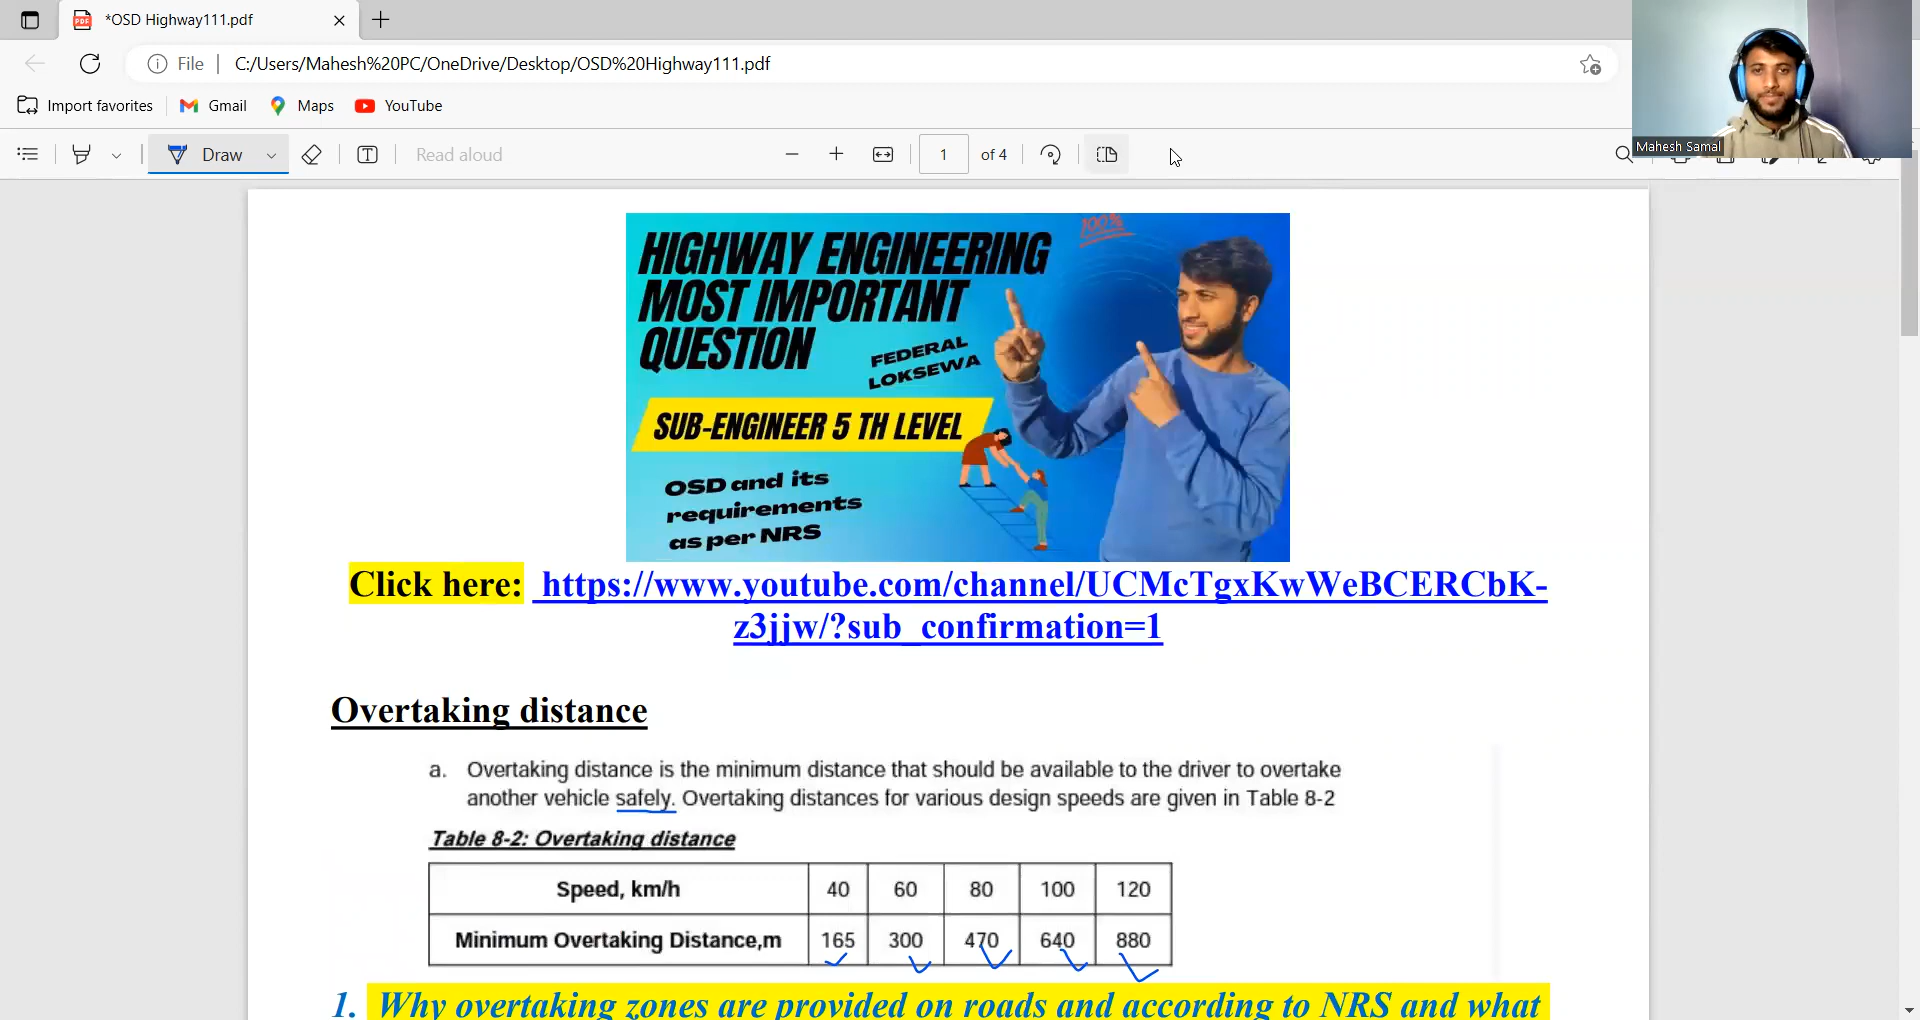 *OSD Highway111.pdf
File C:/Users/Mahesh%20PC/OneDrive/Desktop/OSD%20Highway111.pdf
Import favorites Gmail Maps YouTube
Draw Read aloud 1 of 4
Mahesh Samal
100%
HIGHWAY ENGINEERING
MOST IMPORTANT
QUESTION
FEDERAL
LOKSEWA
SUB-ENGINEER 5 TH LEVEL
OSD and its
requirements
as per NRS
Click here: https://www.youtube.com/channel/UCMcTgxKwWeBCERCbK-
z3jjw/?sub_confirmation=1
Overtaking distance
a. Overtaking distance is the minimum distance that should be available to the driver to overtake
another vehicle safely. Overtaking distances for various design speeds are given in Table 8-2
Table 8-2: Overtaking distance
Speed, km/h 40 60 80 100 120
Minimum Overtaking Distance,m 165 300 470 640 880
1. Why overtaking zones are provided on roads and according to NRS and what